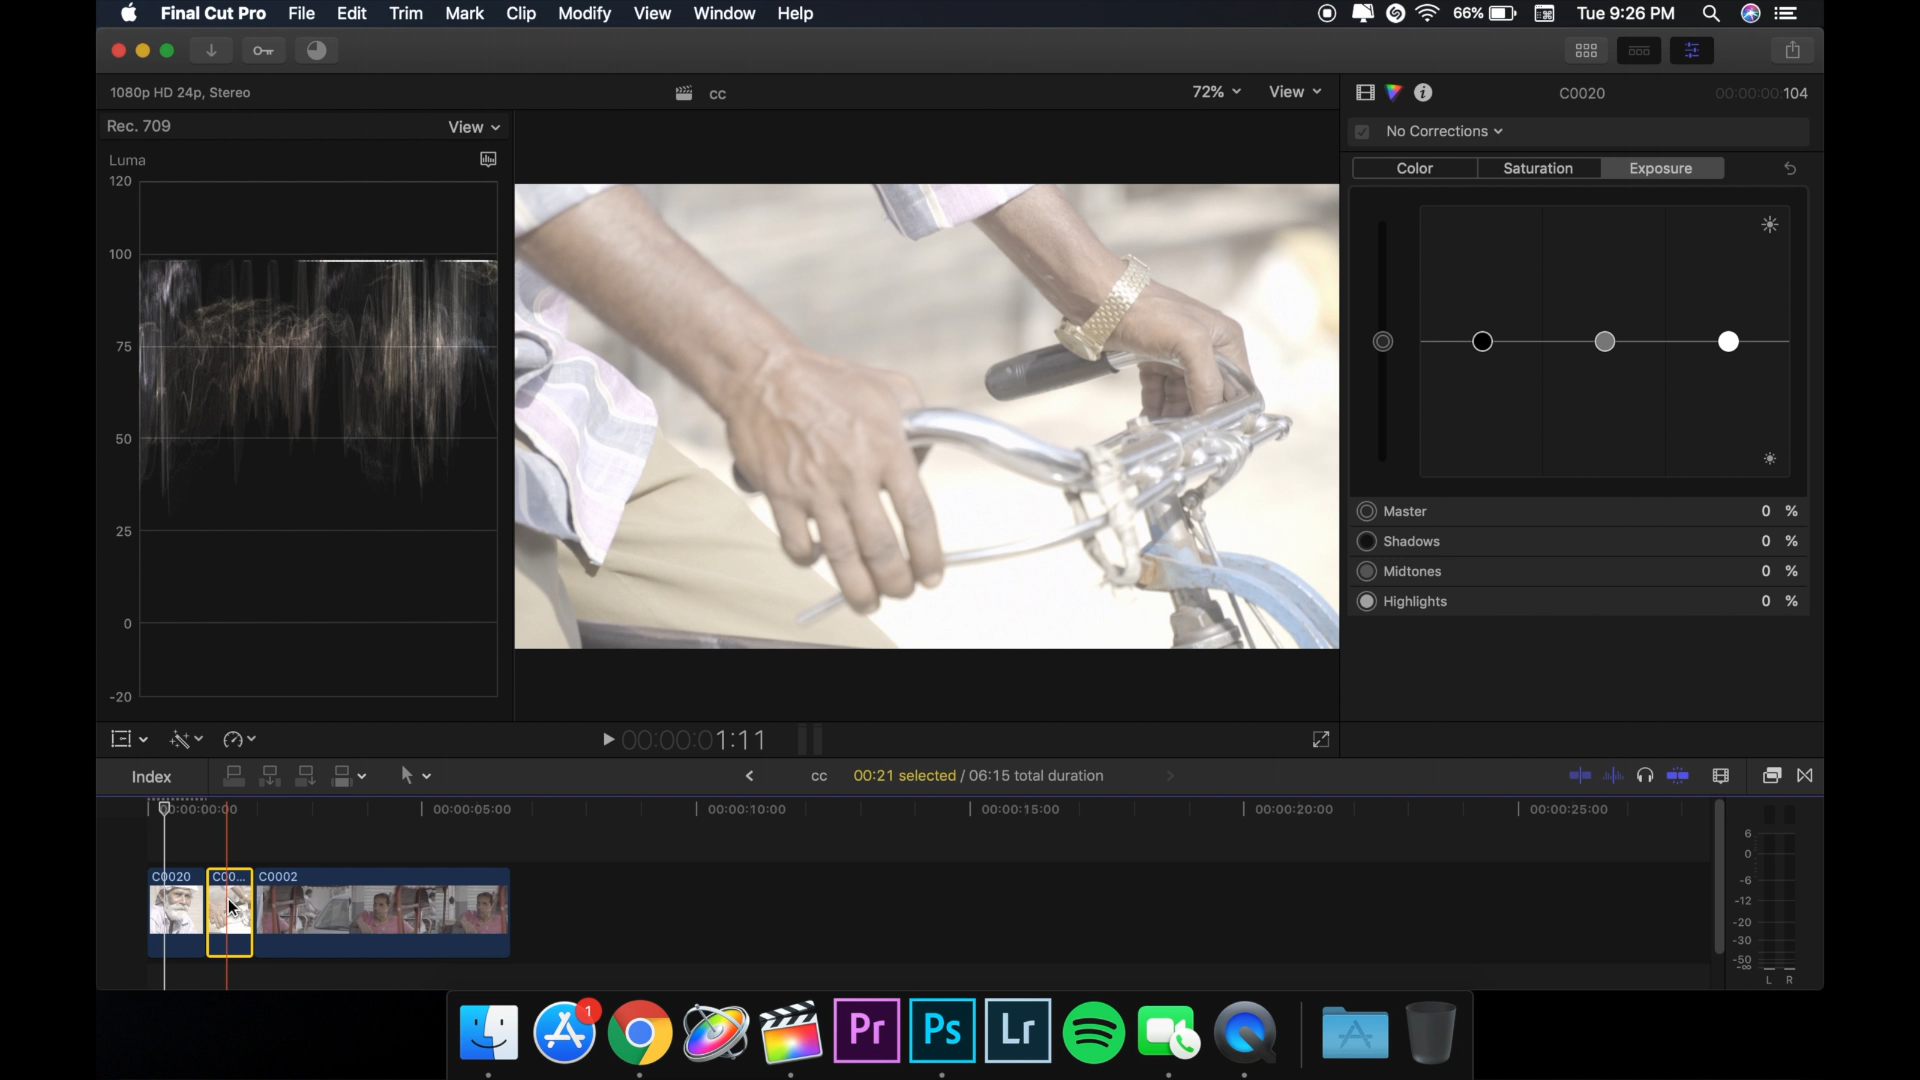 Final Cut Pro File Edit Trim Mark Clip Modify View Window Help 66% Tue 9:26 PM
1080p HD 24p, Stereo cc 72% View C0020 00:00:00:104
Rec. 709 View No Corrections
Luma Color Saturation Exposure
120
100
75
50
25
0
-20
Master 0 %
Shadows 0 %
Midtones 0 %
Highlights 0 %
00:00:01:11
Index cc 00:21 selected / 06:15 total duration
00:00:00:00 00:00:05:00 00:00:10:00 00:00:15:00 00:00:20:00 00:00:25:00
C0020 C00... C0002
6
0
-6
-12
-20
-30
-50
-∞
L R
1
Pr Ps Lr